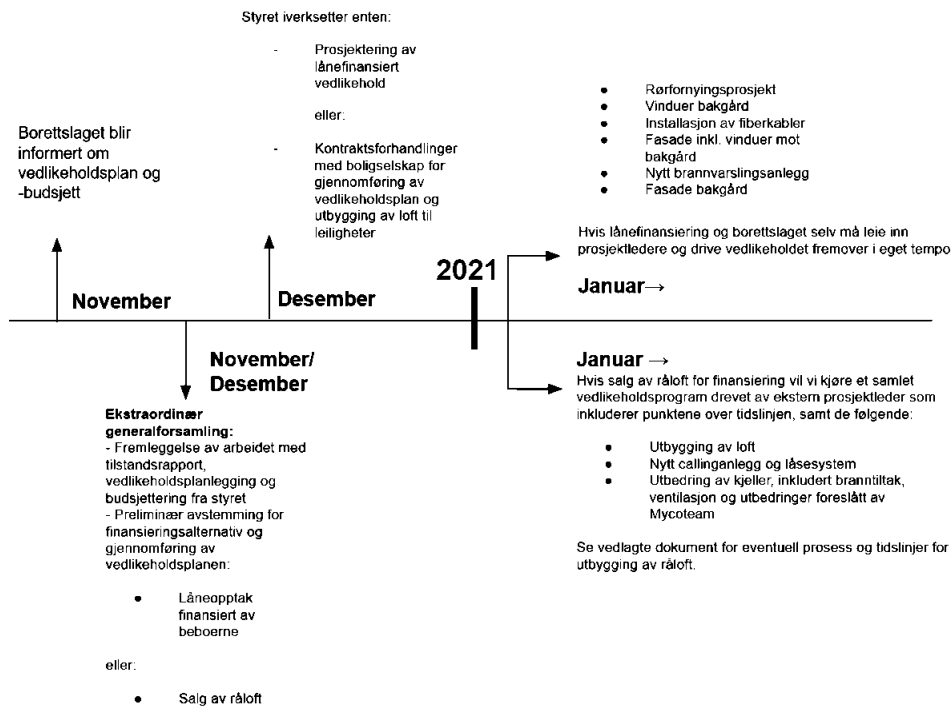 Styret iverksetter enten:
- Prosjektering av
lånefinansiert
vedlikehold
eller:
- Kontraktsforhandlinger
med boligselskap for
gjennomføring av
vedlikeholdsplan og
utbygging av loft til
leiligheter
Borettslaget blir
informert om
vedlikeholdsplan og
-budsjett
● Rørfornyingsprosjekt
● Vinduer bakgård
● Installasjon av fiberkabler
● Fasade inkl. vinduer mot
bakgård
● Nytt brannvarslingsanlegg
● Fasade bakgård
Hvis lånefinansiering og borettslaget selv må leie inn
prosjektledere og drive vedlikeholdet fremover i eget tempo
November
Desember
2021
Januar→
November/
Desember
Ekstraordinær
generalforsamling:
- Fremleggelse av arbeidet med
tilstandsrapport,
vedlikeholdsplanlegging og
budsjettering fra styret
- Preliminær avstemming for
finansieringsalternativ og
gjennomføring av
vedlikeholdsplanen:
● Låneopptak
finansiert av
beboerne
eller:
● Salg av råloft
Januar →
Hvis salg av råloft for finansiering vil vi kjøre et samlet
vedlikeholdsprogram drevet av ekstern prosjektleder som
inkluderer punktene over tidslinjen, samt de følgende:
● Utbygging av loft
● Nytt callinganlegg og låsesystem
● Utbedring av kjeller, inkludert branntiltak,
ventilasjon og utbedringer foreslått av
Mycoteam
Se vedlagte dokument for eventuell prosess og tidslinjer for
utbygging av råloft.